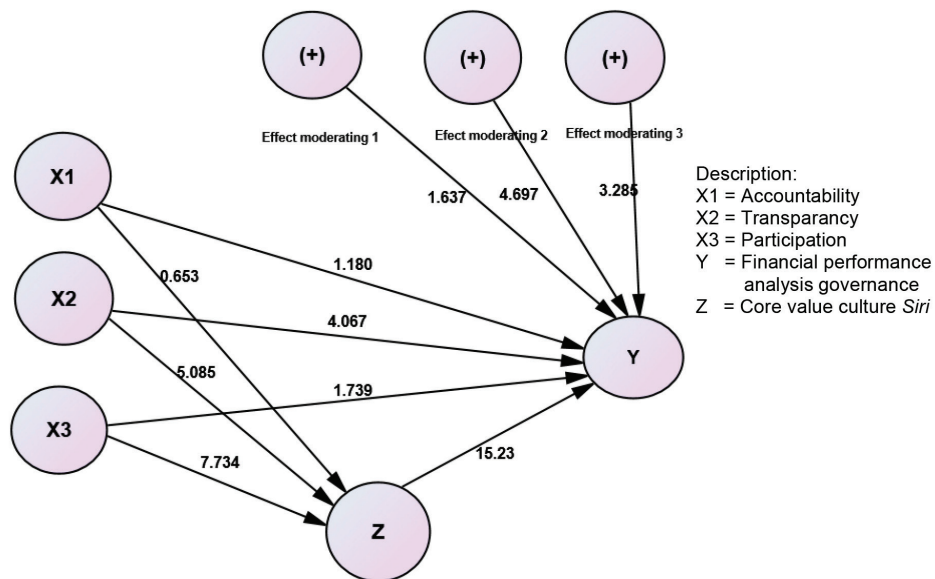 (+)
(+)
(+)
Effect moderating 1
Efect moderating 2
Effect moderating 3
X1
1.637
4.697
3.285
Description:
X1 = Accountability
X2 = Transparancy
X3 = Participation
Y = Financial performance
analysis governance
Z = Core value culture Siri
0.653
1.180
X2
4.067
Y
5.085
1.739
X3
7.734
15.23
Z